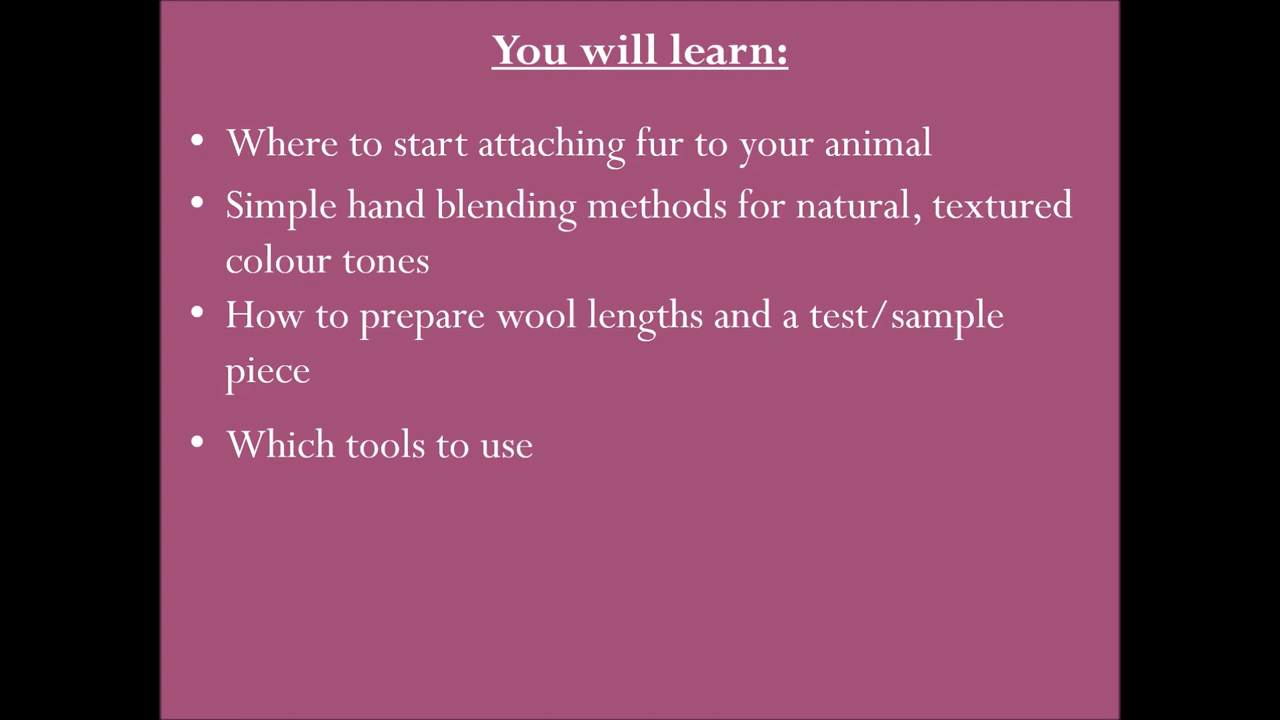 You will learn:
• Where to start attaching fur to your animal
• Simple hand blending methods for natural, textured
colour tones
• How to prepare wool lengths and a test/sample
piece
• Which tools to use